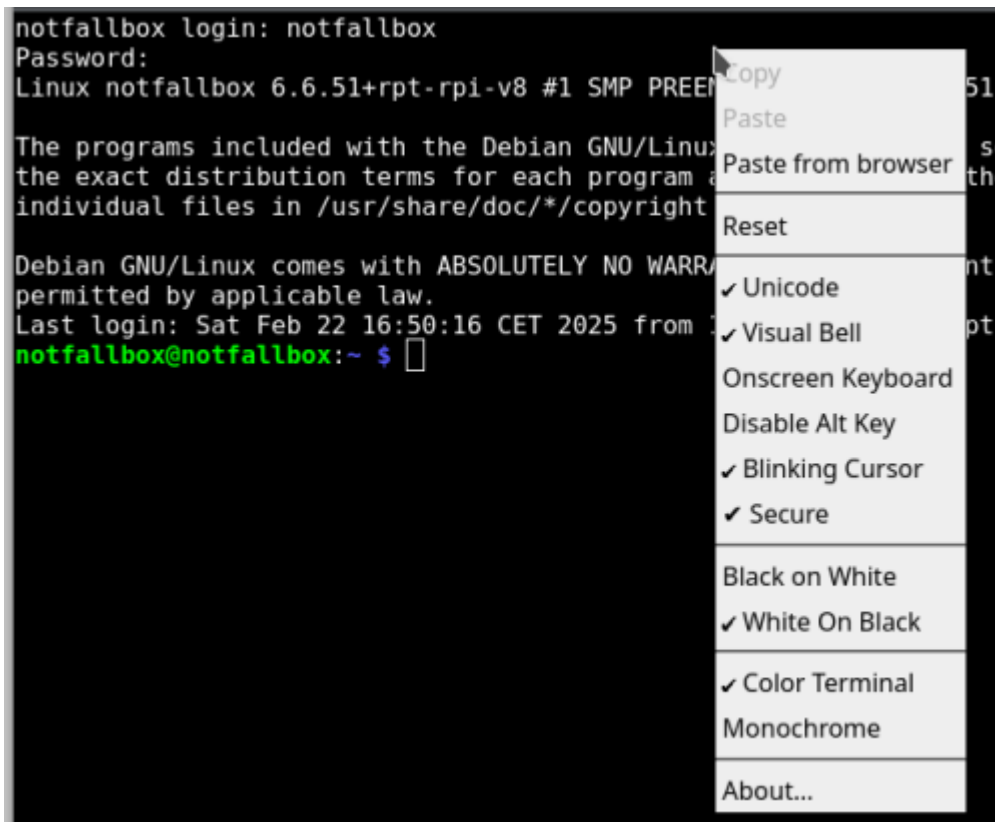 notfallbox login: notfallbox
Password:
Linux notfallbox 6.6.51+rpt-rpi-v8 #1 SMP
The programs included with the Debian
the exact distribution terms for each program
individual files in /usr/share/doc/*/copyright
Debian GNU/Linux comes with ABSOLUTELY NO
permitted by applicable law.
Last login: Sat Feb 22 16:50:16 CET 2025 from
notfallbox@notfallbox:~ $
Copy
Paste
Paste from browser
Reset
✔ Unicode
✔ Visual Bell
Onscreen Keyboard
Disable Alt Key
✔ Blinking Cursor
✔ Secure
Black on White
✔ White On Black
✔ Color Terminal
Monochrome
About...